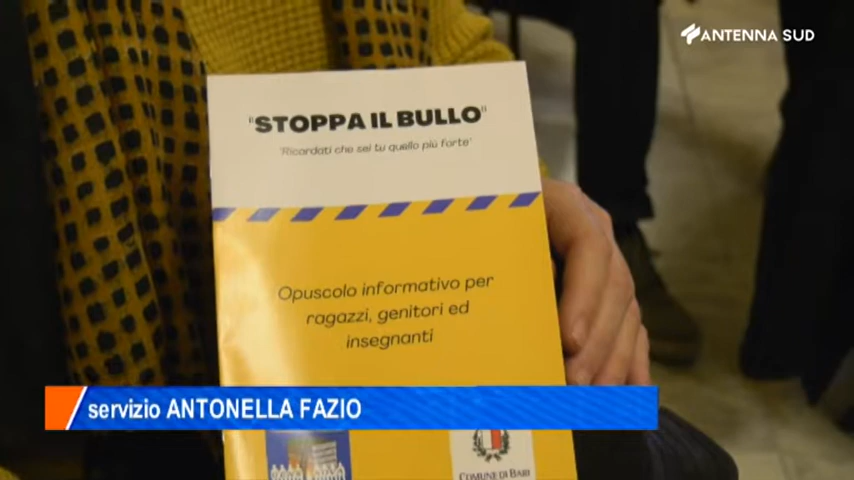 ANTENNA SUD
"STOPPA IL BULLO"
"Ricordati che sei tu quello più forte"
Opuscolo informativo per
ragazzi, genitori ed
insegnanti
servizio ANTONELLA FAZIO
COMUNE DI BARI